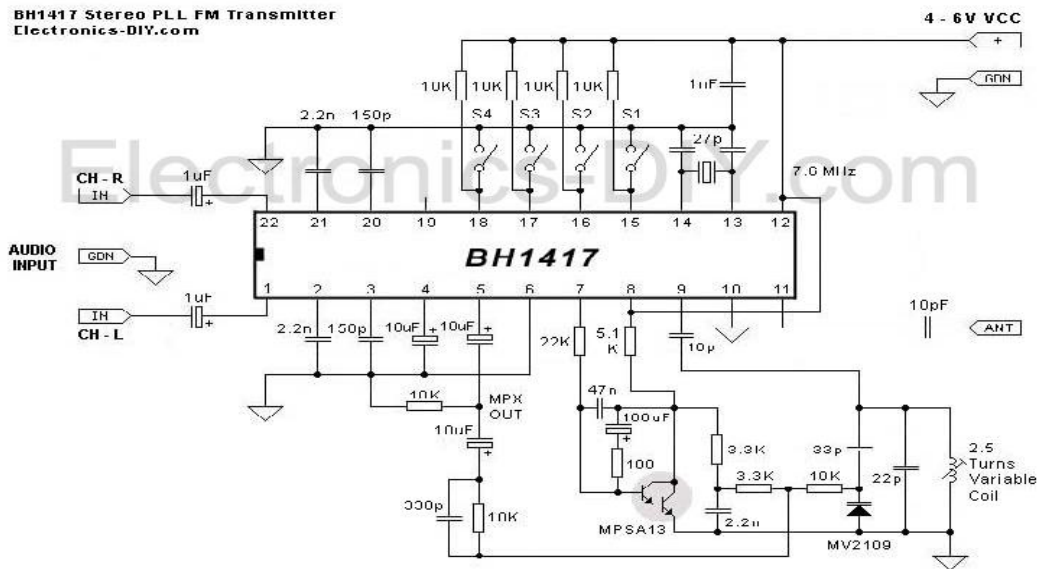 BH1417 Stereo PLL FM Transmitter
Electronics-DIY.com
4 - 6V VCC
+
GDN
10K 10K 10K 10K
1nF
2.2n 150p
S4 S3 S2 S1
27p
Electronics-DIY.com
7.6 MHz
CH - R
IN
1uF
+
22 21 20 19 18 17 16 15 14 13 12
AUDIO
INPUT
GDN
BH1417
1uF
+
IN
CH - L
1 2 3 4 5 6 7 8 9 10 11
2.2n 150p 10uF + 10uF +
22K
5.1
K
10p
10pF
ANT
10K
MPX
OUT
47n
100uF
+
10uF
+
100
3.3K
3.3K
10K
33p
22p
2.5
Turns
Variable
Coil
330p
10K
MPSA13
2.2n
MV2109